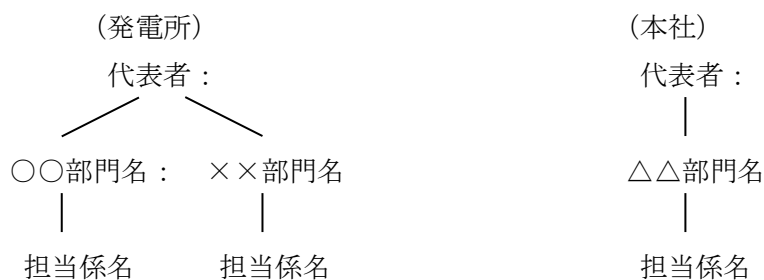 （発電所） （本社）
代表者： 代表者：
○○部門名： ××部門名 △△部門名
担当係名 担当係名 担当係名